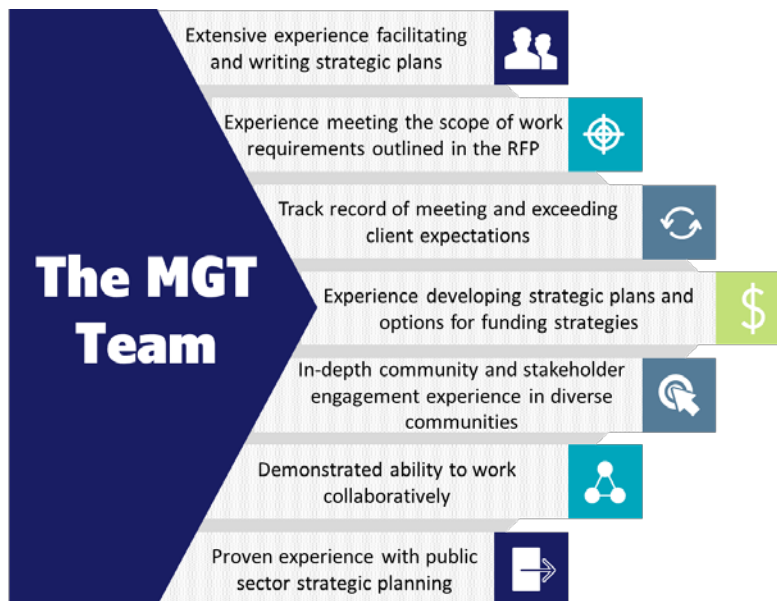 Extensive experience facilitating
and writing strategic plans
Experience meeting the scope of work
requirements outlined in the RFP
Track record of meeting and exceeding
client expectations
The MGT
Team
Experience developing strategic plans and
options for funding strategies
In-depth community and stakeholder
engagement experience in diverse
communities
Demonstrated ability to work
collaboratively
Proven experience with public
sector strategic planning